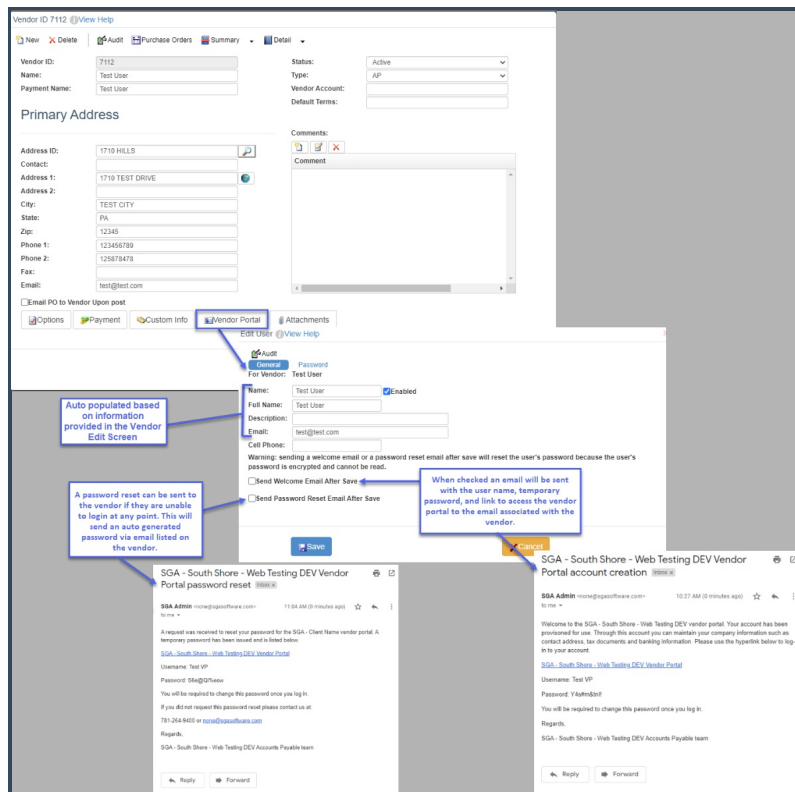 Vendor ID 7112 View Help
New Delete Audit Purchase Orders Summary Detail
Vendor ID: 7112 Status: Active
Name: Test User Type: AP
Payment Name: Test User Vendor Account:
Default Terms:
Primary Address
Comments:
Address ID: 1710 HILLS
Contact: Comment
Address 1: 1710 TEST DRIVE
Address 2:
City: TEST CITY
State: PA
Zip: 12345
Phone 1: 123456789
Phone 2: 125878478
Fax:
Email: test@test.com
Email PO to Vendor Upon post
Options Payment Custom Info Vendor Portal Attachments
Edit User View Help
Audit
General Password
For Vendor: Test User
Name: Test User Enabled
Full Name: Test User
Description:
Email: test@test.com
Cell Phone:
Warning: sending a welcome email or a password reset email after save will reset the user's password because the user's
password is encrypted and cannot be read.
Send Welcome Email After Save
Send Password Reset Email After Save
Save Cancel
Auto populated based
on information
provided in the Vendor
Edit Screen
A password reset can be sent to
the vendor if they are unable
to login at any point. This will
send an auto generated
password via email listed on
the vendor.
When checked an email will be sent
with the user name, temporary
password, and link to access the vendor
portal to the email associated with the
vendor.
SGA - South Shore - Web Testing DEV Vendor
Portal password reset Inbox x
SGA Admin <none@sgasoftware.com> 11:04 AM (0 minutes ago)
to me
A request was received to reset your password for the SGA - Client Name vendor portal. A
temporary password has been issued and is listed below.
SGA - South Shore - Web Testing DEV Vendor Portal
Username: Test VP
Password:
You will be required to change this password once you log in.
If you did not request this password reset please contact us at:
781-264-9400 or none@sgasoftware.com
Regards,
SGA - South Shore - Web Testing DEV Accounts Payable team
Reply Forward
SGA - South Shore - Web Testing DEV Vendor
Portal account creation Inbox x
SGA Admin <none@sgasoftware.com> 10:27 AM (0 minutes ago)
to me
Welcome to the SGA - South Shore - Web Testing DEV vendor portal. Your account has been
provisioned for use. Through this account you can maintain your company information such as
contact address, tax documents and banking information. Please use the hyperlink below to log-
in to your account.
SGA - South Shore - Web Testing DEV Vendor Portal
Username: Test VP
Password:
You will be required to change this password once you log in.
Regards,
SGA - South Shore - Web Testing DEV Accounts Payable team
Reply Forward